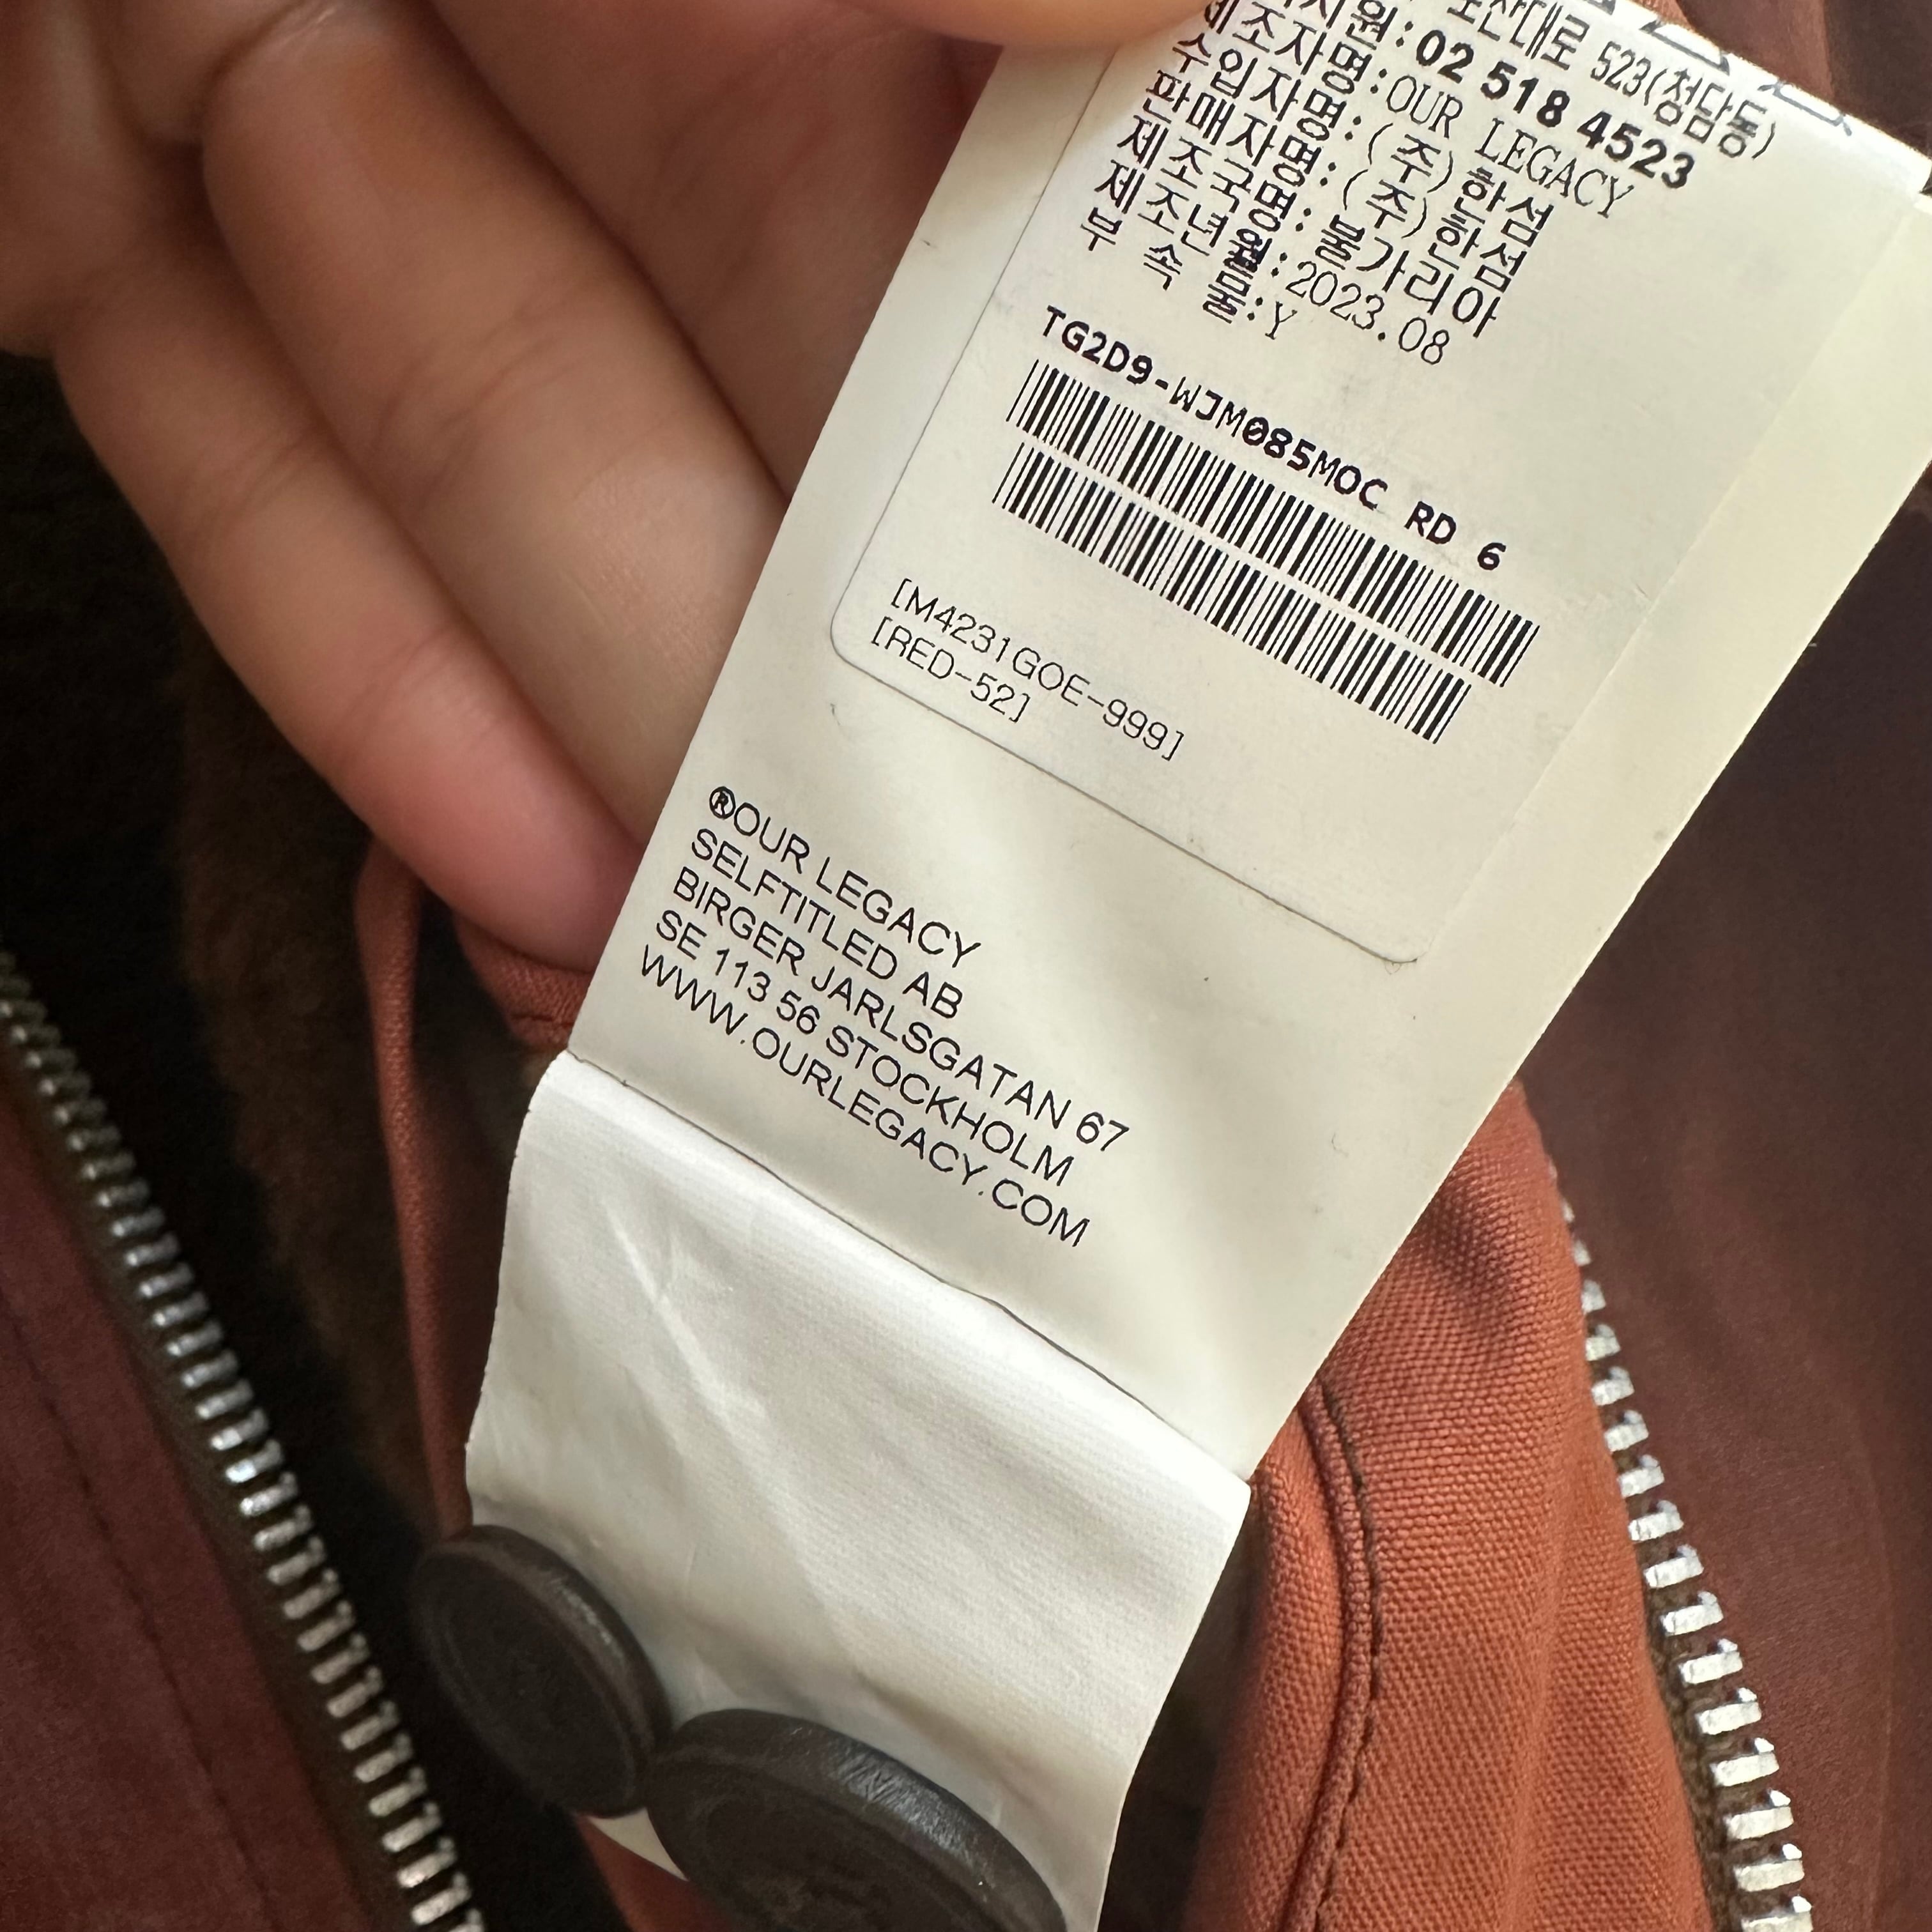 로 523(청담동)
지원:02 518 4523
제조자명:OUR LEGACY
수입자명:(주)한섬
판매자명:(주)한섬
제조국명:불가리아
제조년월:2023.08
부 속 물:Y
TG2D9-WJM085MOC RD 6
[M4231GOE-999]
[RED-52]
®OUR LEGACY
SELFTITLED AB
BIRGER JARLSGATAN 67
SE 113 56 STOCKHOLM
WWW.OURLEGACY.COM